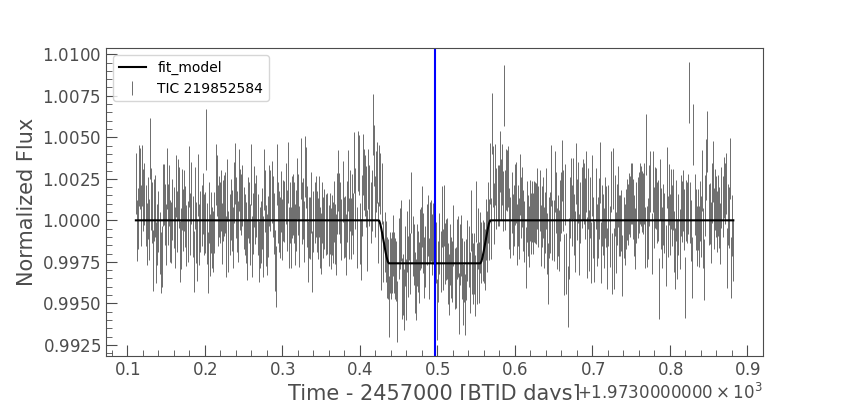 1.0100
1.0075
1.0050
1.0025
1.0000
0.9975
0.9950
0.9925
Normalized Flux
fit_model
TIC 219852584
0.1 0.2 0.3 0.4 0.5 0.6 0.7 0.8 0.9
Time - 2457000 [BTJD days]
+1.9730000000 × 10³